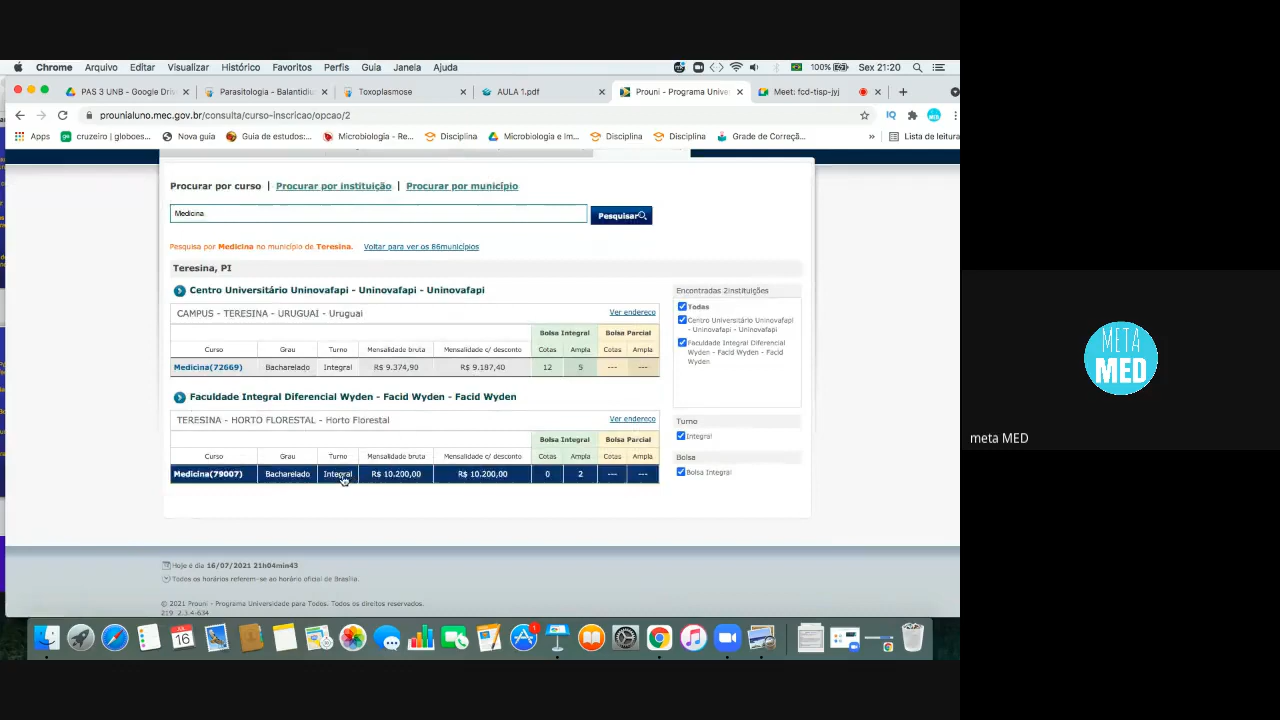 Chrome Arquivo Editar Visualizar Histórico Favoritos Perfis Guia Janela Ajuda 100% Sex 21:20
PAS 3 UNB - Google Driv × Parasitologia - Balantidiu × Toxoplasmose × AULA 1.pdf × Prouni - Programa Unive × Meet: fcd-tisp-jyj × +
prounialuno.mec.gov.br/consulta/curso-inscricao/opcao/2
Apps cruzeiro | globoes... Nova guia Guia de estudos:... Microbiologia - Re... Disciplina Microbiologia e Im... Disciplina Disciplina Grade de Correçã... » Lista de leitura
Procurar por curso | Procurar por instituição | Procurar por município
Medicina Pesquisar
Pesquisa por Medicina no município de Teresina. Voltar para ver os 86municípios
Teresina, PI
Centro Universitário Uninovafapi - Uninovafapi - Uninovafapi
CAMPUS - TERESINA - URUGUAI - Uruguai Ver endereço
Bolsa Integral Bolsa Parcial
Curso Grau Turno Mensalidade bruta Mensalidade c/ desconto Cotas Ampla Cotas Ampla
Medicina(72669) Bacharelado Integral R$ 9.374,90 R$ 9.187,40 12 5 --- ---
Faculdade Integral Diferencial Wyden - Facid Wyden - Facid Wyden
TERESINA - HORTO FLORESTAL - Horto Florestal Ver endereço
Bolsa Integral Bolsa Parcial
Curso Grau Turno Mensalidade bruta Mensalidade c/ desconto Cotas Ampla Cotas Ampla
Medicina(79007) Bacharelado Integral R$ 10.200,00 R$ 10.200,00 0 2 --- ---
Encontradas 2instituições
Todas
Centro Universitário Uninovafapi
- Uninovafapi - Uninovafapi
Faculdade Integral Diferencial
Wyden - Facid Wyden - Facid
Wyden
Turno
Integral
Bolsa
Bolsa Integral
Hoje é dia 16/07/2021 21h04min43
Todos os horários referem-se ao horário oficial de Brasília.
© 2021 Prouni - Programa Universidade para Todos. Todos os direitos reservados.
219 2.3.4-634
JUL
16
1
META
MED
meta MED